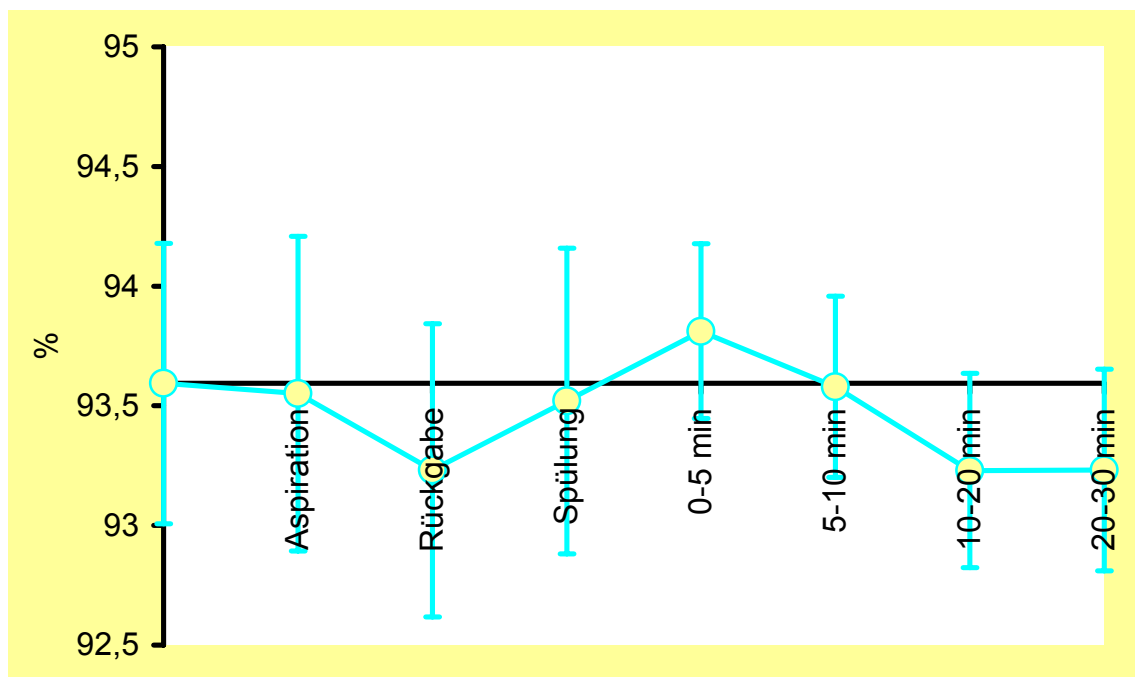 95
94,5
94
93,5
93
92,5
%
Aspiration
Rückgabe
Spülung
0-5 min
5-10 min
10-20 min
20-30 min